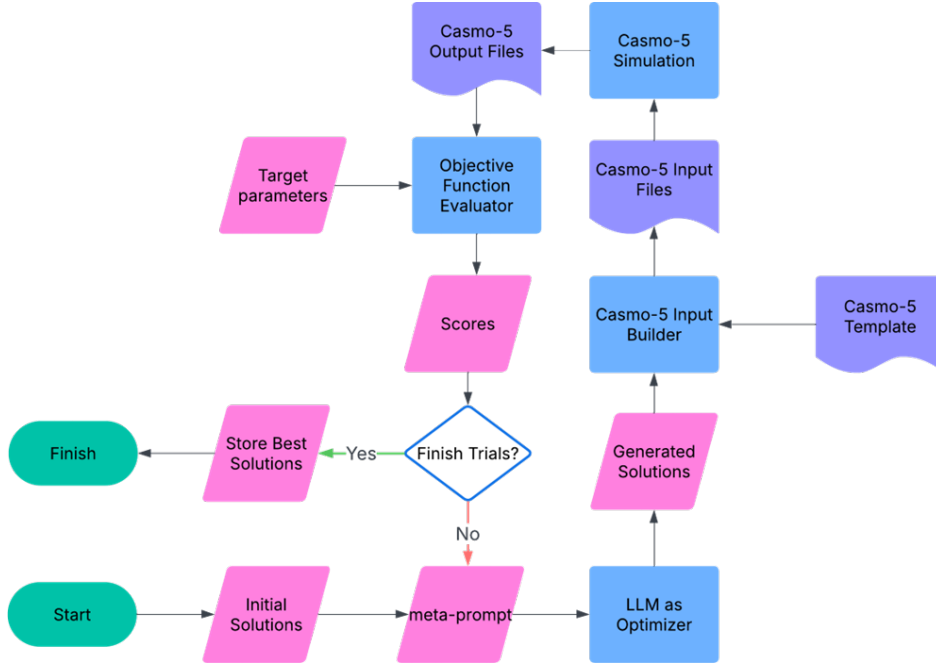 Casmo-5
Output Files
Casmo-5
Simulation
Target
parameters
Objective
Function
Evaluator
Casmo-5 Input
Files
Scores
Casmo-5 Input
Builder
Casmo-5
Template
Finish
Store Best
Solutions
Yes
Finish Trials?
Generated
Solutions
No
Start
Initial
Solutions
meta-prompt
LLM as
Optimizer